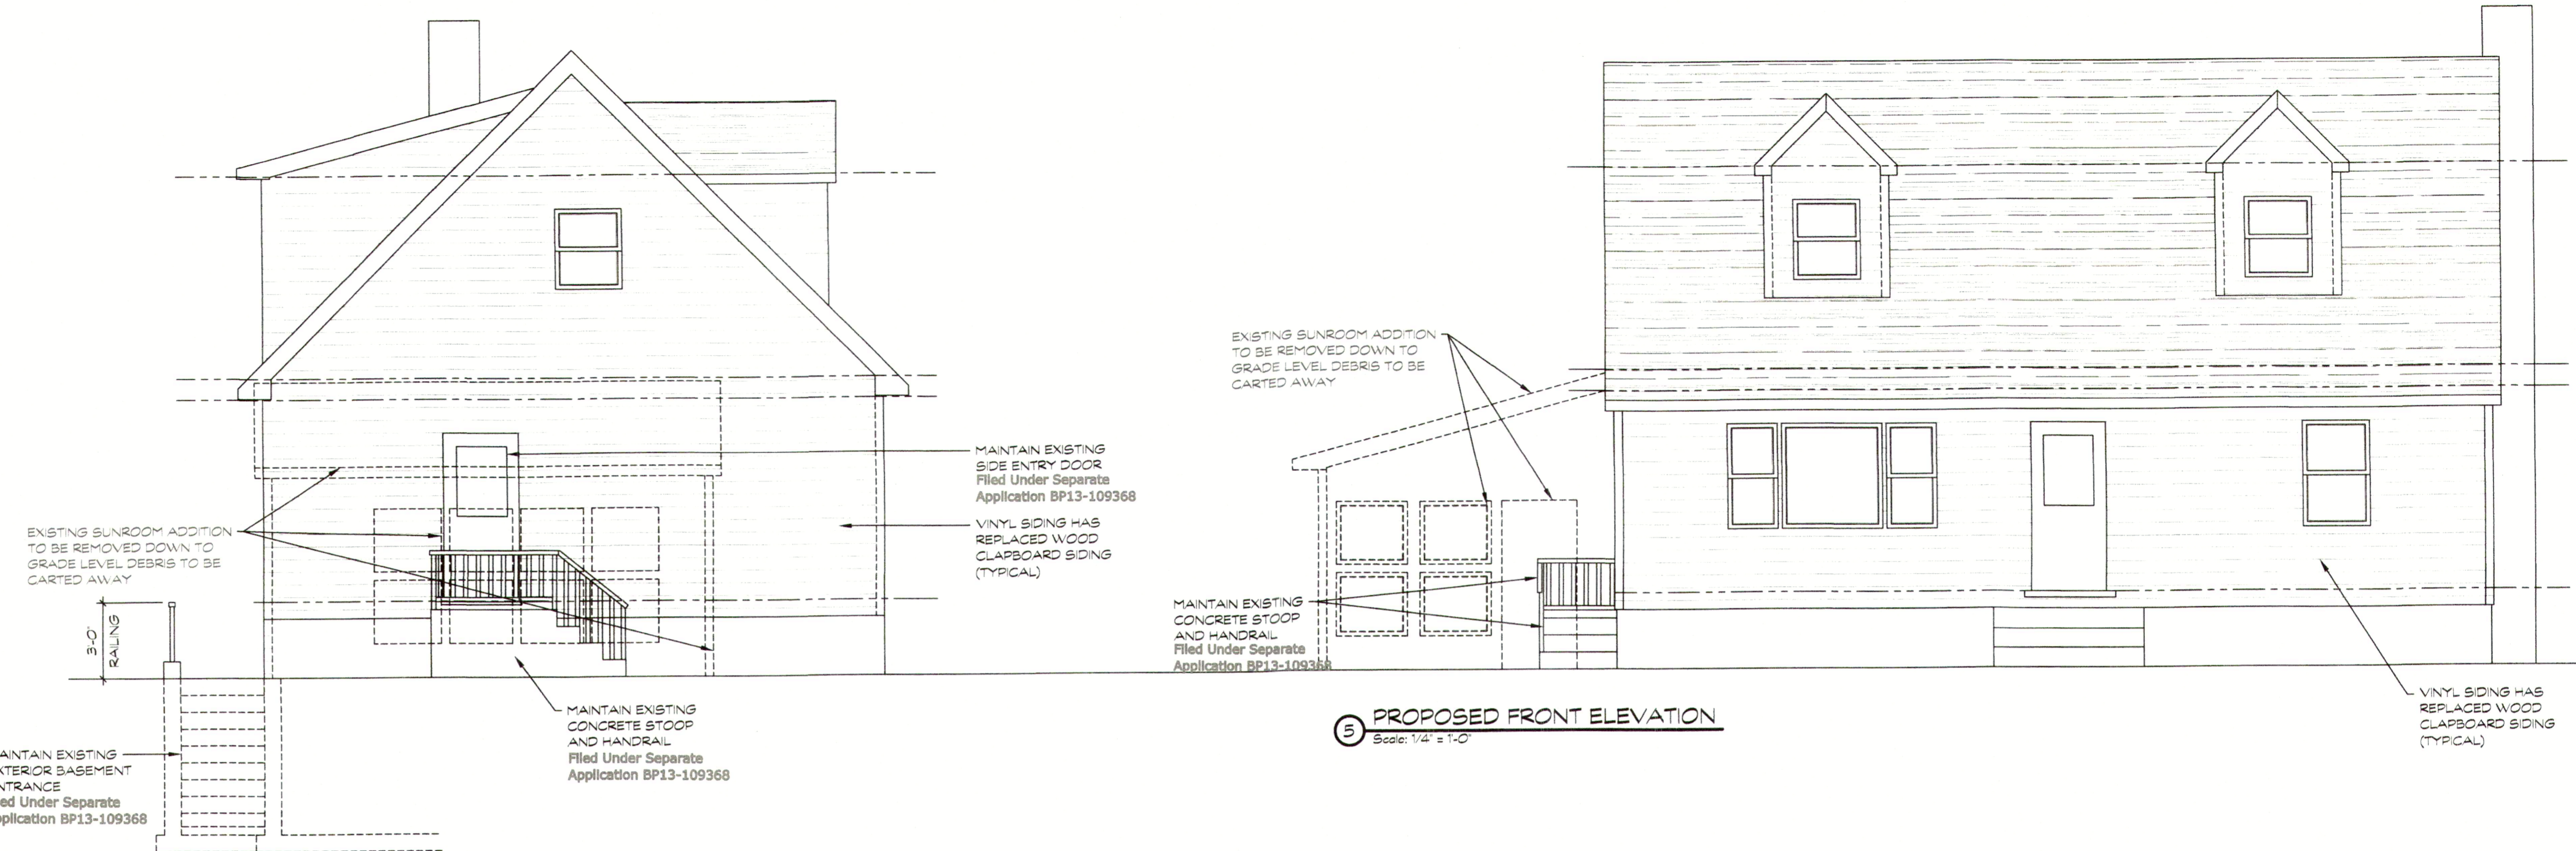 EXISTING SUNROOM ADDITION
TO BE REMOVED DOWN TO
GRADE LEVEL DEBRIS TO BE
CARTED AWAY
3'-0"
RAILING
AINTAIN EXISTING
XTERIOR BASEMENT
NTRANCE
ed Under Separate
pplication BP13-109368
MAINTAIN EXISTING
CONCRETE STOOP
AND HANDRAIL
Filed Under Separate
Application BP13-109368
MAINTAIN EXISTING
SIDE ENTRY DOOR
Filed Under Separate
Application BP13-109368
VINYL SIDING HAS
REPLACED WOOD
CLAPBOARD SIDING
(TYPICAL)
EXISTING SUNROOM ADDITION
TO BE REMOVED DOWN TO
GRADE LEVEL DEBRIS TO BE
CARTED AWAY
MAINTAIN EXISTING
CONCRETE STOOP
AND HANDRAIL
Filed Under Separate
Application BP13-109368
5 PROPOSED FRONT ELEVATION
Scale: 1/4" = 1'-0"
VINYL SIDING HAS
REPLACED WOOD
CLAPBOARD SIDING
(TYPICAL)